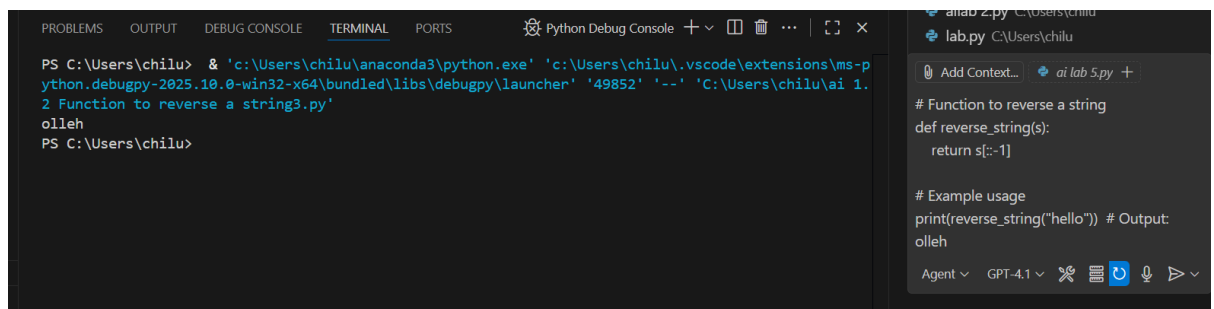 PROBLEMS OUTPUT DEBUG CONSOLE TERMINAL PORTS Python Debug Console
PS C:\Users\chilu> & 'c:\Users\chilu\anaconda3\python.exe' 'c:\Users\chilu\.vscode\extensions\ms-p
ython.debugpy-2025.10.0-win32-x64\bundled\libs\debugpy\launcher' '49852' '--' 'C:\Users\chilu\ai 1.
2 Function to reverse a string3.py'
olleh
PS C:\Users\chilu>
ailab 2.py C:\Users\chilu
lab.py C:\Users\chilu
Add Context... ai lab 5.py
# Function to reverse a string
def reverse_string(s):
    return s[::-1]
# Example usage
print(reverse_string("hello"))  # Output:
olleh
Agent GPT-4.1